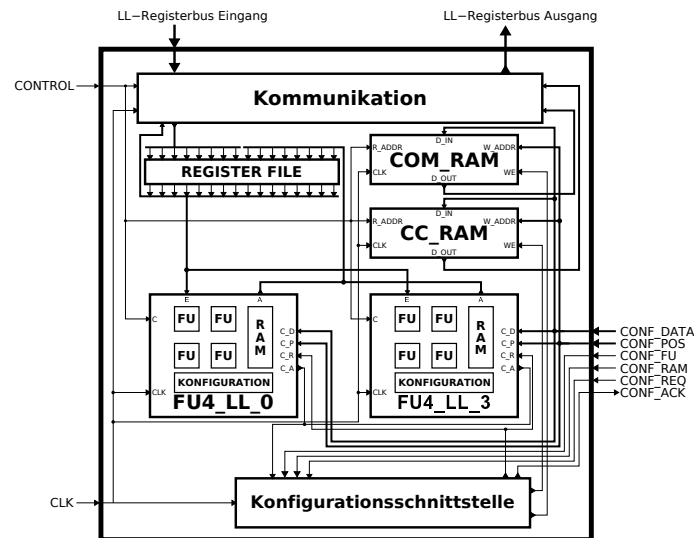 LL−Registerbus Eingang
LL−Registerbus Ausgang
CONTROL
Kommunikation
REGISTER FILE
D_IN
R_ADDR
W_ADDR
COM_RAM
CLK
WE
D_OUT
D_IN
R_ADDR
W_ADDR
CC_RAM
CLK
WE
D_OUT
E
A
C
FU
FU
FU
FU
RAM
C_D
C_P
C_R
C_A
KONFIGURATION
CLK
FU4_LL_0
E
A
C
FU
FU
FU
FU
RAM
C_D
C_P
C_R
C_A
KONFIGURATION
CLK
FU4_LL_3
CONF_DATA
CONF_POS
CONF_FU
CONF_RAM
CONF_REQ
CONF_ACK
CLK
Konfigurationsschnittstelle